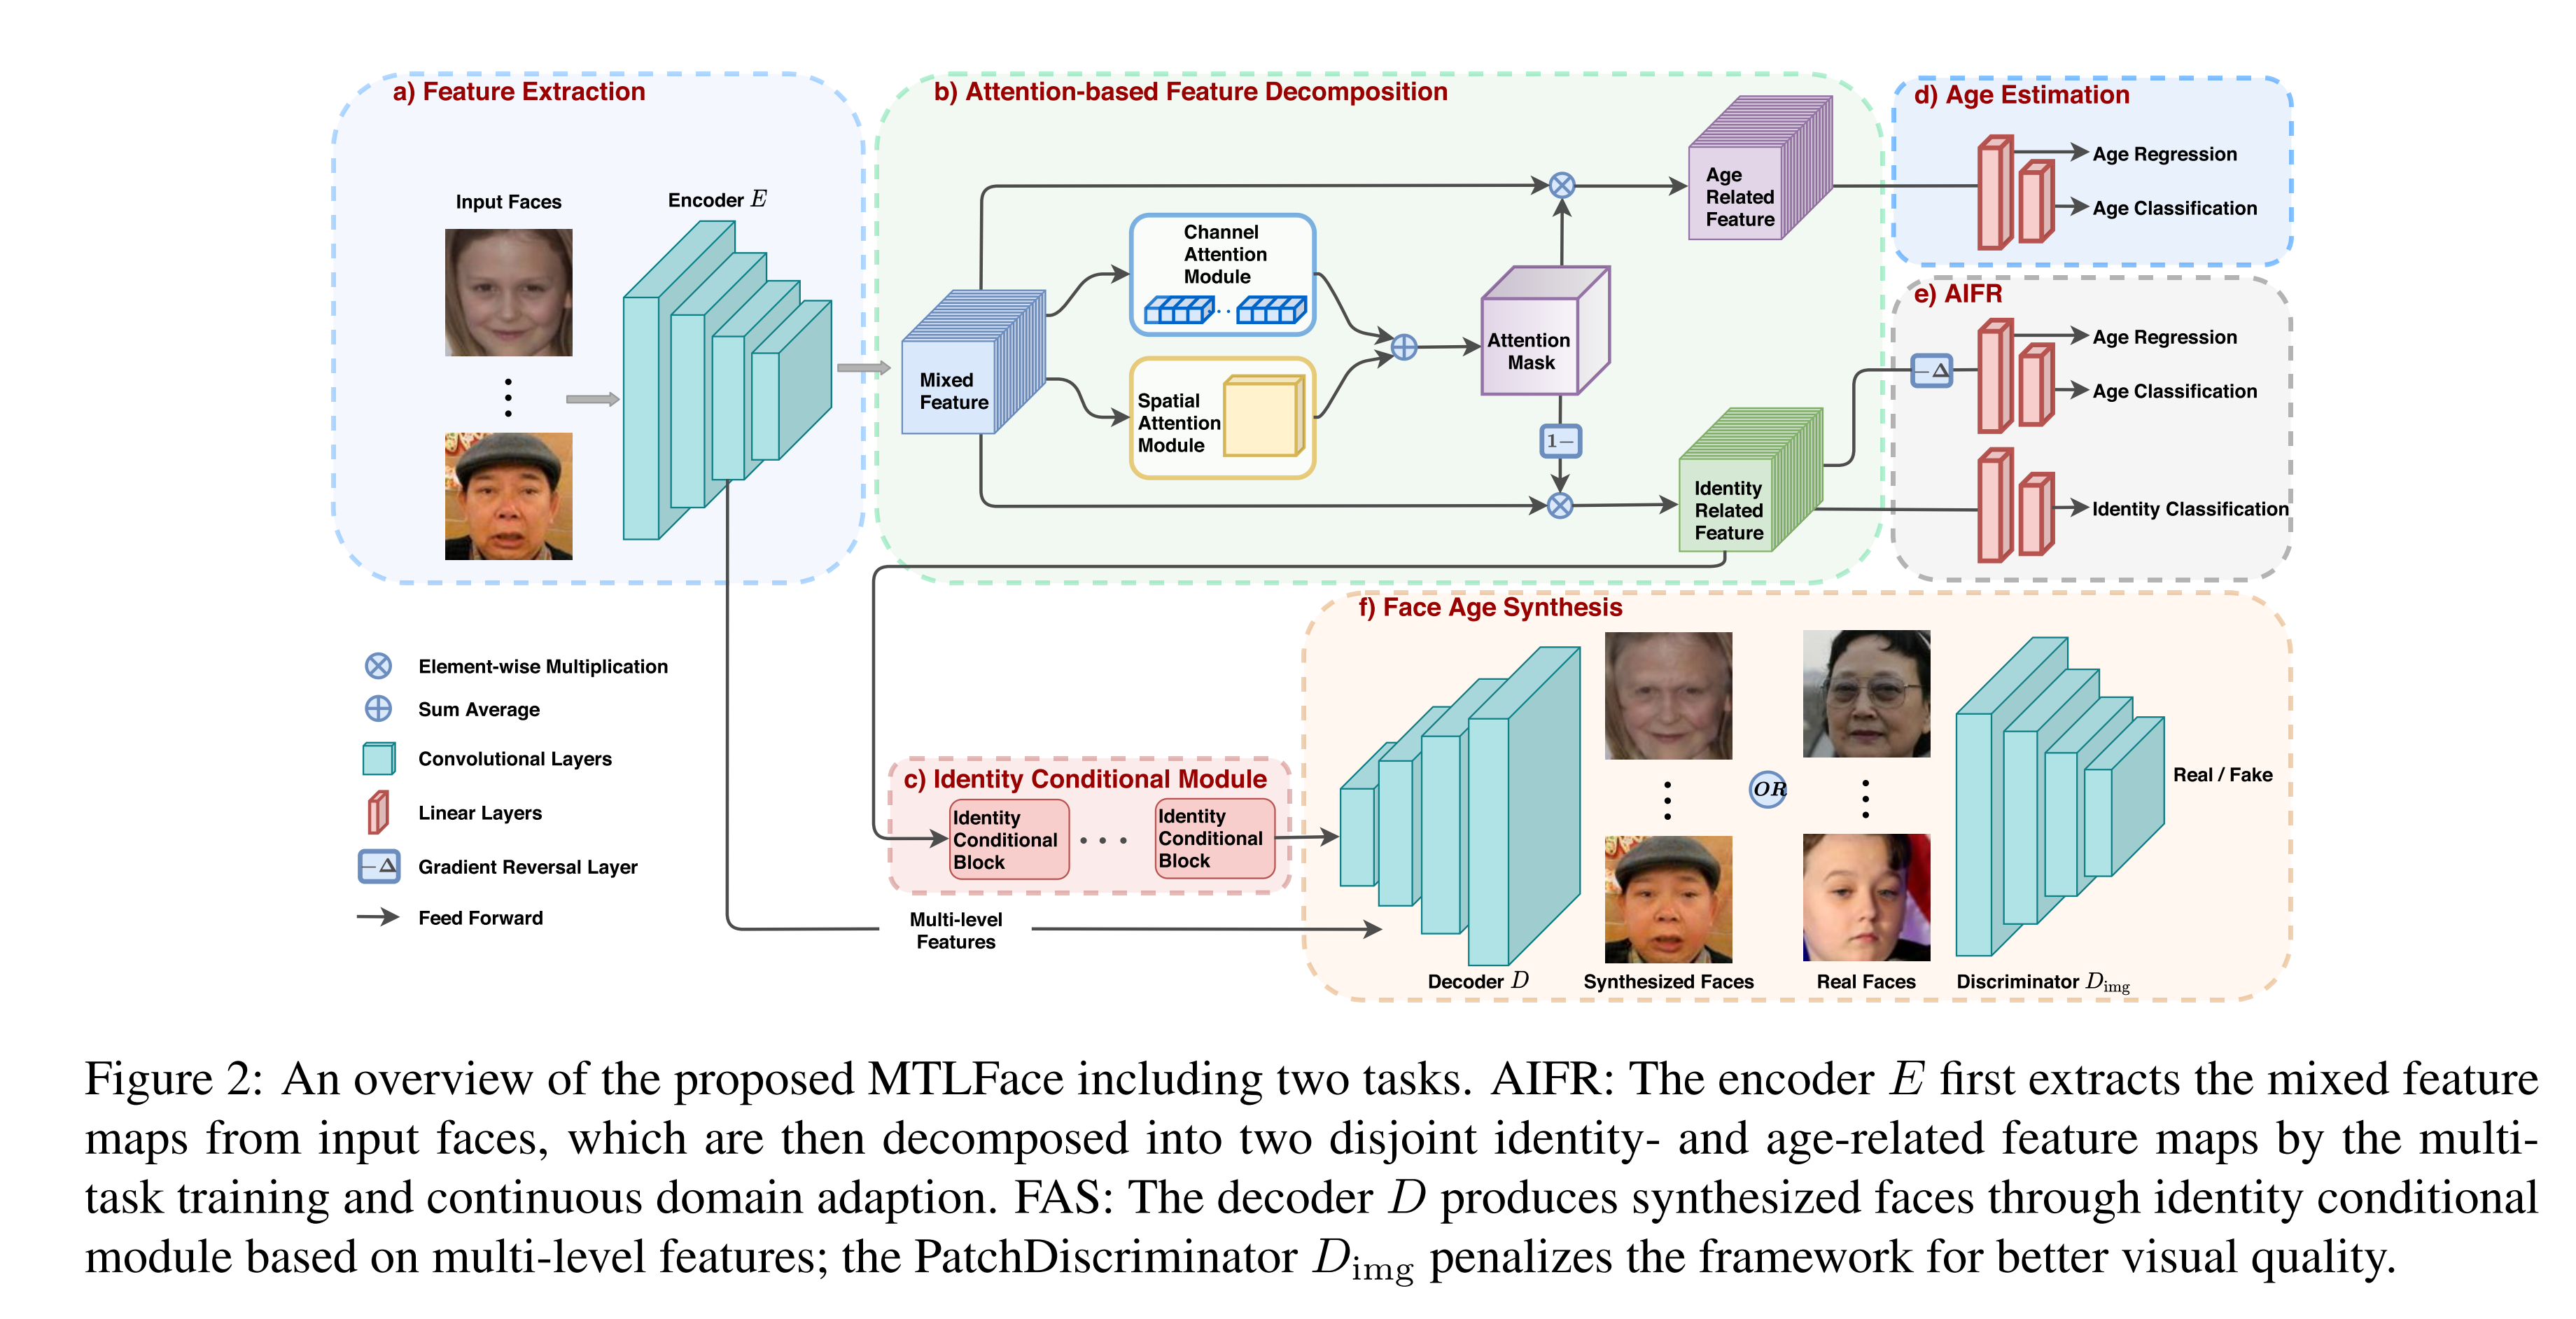 a) Feature Extraction
Input Faces
Encoder E
b) Attention-based Feature Decomposition
Mixed
Feature
Channel
Attention
Module
Spatial
Attention
Module
Attention
Mask
1−
Age
Related
Feature
Identity
Related
Feature
d) Age Estimation
Age Regression
Age Classification
e) AIFR
−Δ
Age Regression
Age Classification
Identity Classification
Element-wise Multiplication
Sum Average
Convolutional Layers
Linear Layers
−Δ
Gradient Reversal Layer
Feed Forward
c) Identity Conditional Module
Identity
Conditional
Block
Identity
Conditional
Block
Multi-level
Features
f) Face Age Synthesis
OR
Real / Fake
Decoder D
Synthesized Faces
Real Faces
Discriminator Dimg
Figure 2: An overview of the proposed MTLFace including two tasks. AIFR: The encoder E first extracts the mixed feature
maps from input faces, which are then decomposed into two disjoint identity- and age-related feature maps by the multi-
task training and continuous domain adaption. FAS: The decoder D produces synthesized faces through identity conditional
module based on multi-level features; the PatchDiscriminator Dimg penalizes the framework for better visual quality.